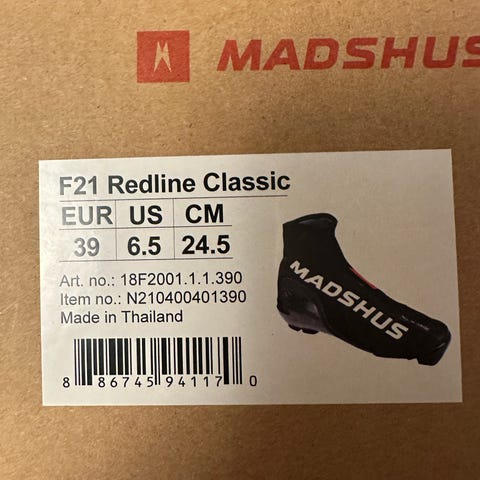 MADSHUS
F21 Redline Classic
EUR US CM
39 6.5 24.5
Art. no.: 18F2001.1.1.390
Item no.: N210400401390
Made in Thailand
8 86745 94117 0
MADSHUS